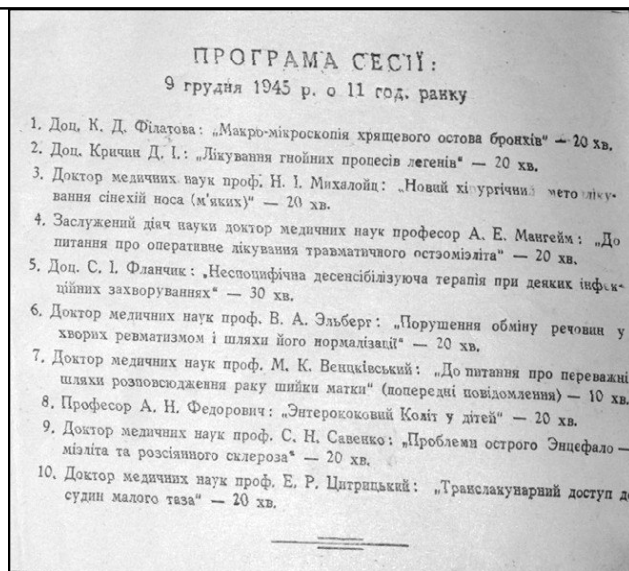 ПРОГРАМА СЕСІЇ:
9 грудня 1945 р. о 11 год. ранку
1. Доц. К. Д. Філатова: „Макро-мікроскопія хрящевого остова бронхів“ — 20 хв.
2. Доц. Кричин Д. І.: „Лікування гнойних процесів легенів“ — 20 хв.
3. Доктор медичних наук проф. Н. І. Михалойц: „Новий
вання сінехій носа (м'яких)“ — 20 хв.
4. Заслужений діяч науки доктор медичних наук професор А. Е. Мангейм: „До
питання про оперативне лікування травматичного остэоміэліта“ — 20 хв.
5. Доц. С. І. Фланчик: „Неспоцифічна десенсібілізуюча терапія при деяких інфек-
ційних захворуваннях“ — 30 хв.
6. Доктор медичних наук проф. В. А. Эльберг: „Порушення обміну речовин у
хворих ревматизмом і шляхи його нормалізації“ — 20 хв.
7. Доктор медичних наук проф. М. К. Венцківський: „До питання про переважні
шляхи розповсюдження раку шийки матки“ (попередні повідомлення) — 10 хв.
8. Професор А. Н. Федорович: „Энтерококовий Коліт у дітей“ — 20 хв.
9. Доктор медичних наук проф. С. Н. Савенко: „Проблеми острого Энцефало —
міэліта та розсіянного склероза“ — 20 хв.
10. Доктор медичних наук проф. Е. Р. Цитрицький: „Транслакунарний доступ до
судин малого таза“ — 20 хв.